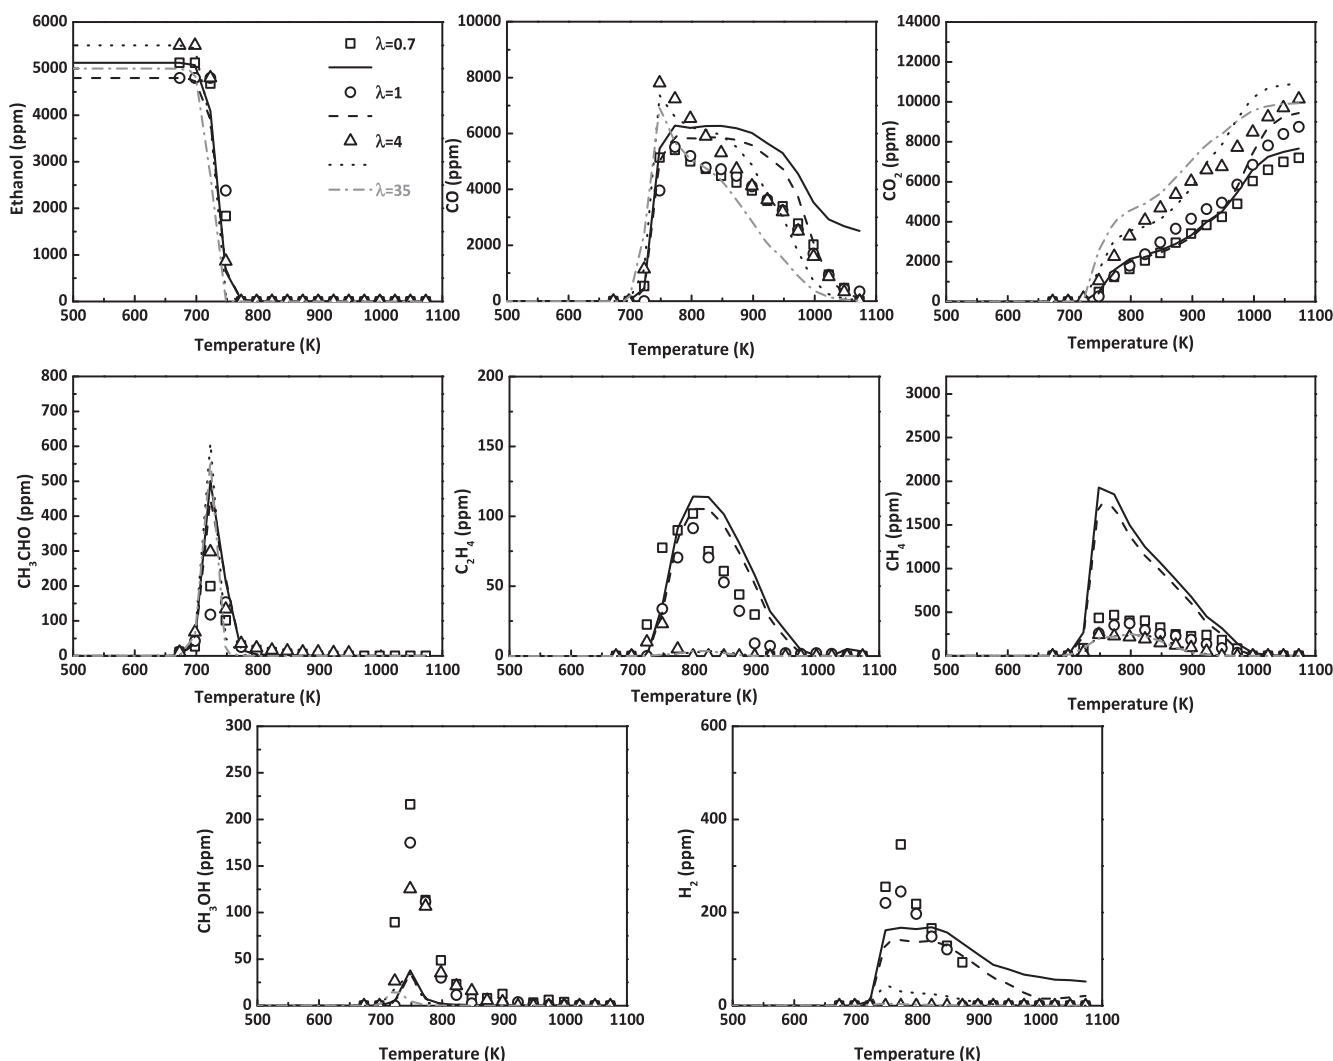 6000
5000
4000
3000
2000
1000
0
500 600 700 800 900 1000 1100
Ethanol (ppm)
Temperature (K)
λ=0.7
λ=1
λ=4
λ=35
10000
8000
6000
4000
2000
0
500 600 700 800 900 1000 1100
CO (ppm)
Temperature (K)
14000
12000
10000
8000
6000
4000
2000
0
500 600 700 800 900 1000 1100
CO2 (ppm)
Temperature (K)
800
700
600
500
400
300
200
100
0
500 600 700 800 900 1000 1100
CH3CHO (ppm)
Temperature (K)
200
150
100
50
0
500 600 700 800 900 1000 1100
C2H4 (ppm)
Temperature (K)
3000
2500
2000
1500
1000
500
0
500 600 700 800 900 1000 1100
CH4 (ppm)
Temperature (K)
300
250
200
150
100
50
0
500 600 700 800 900 1000 1100
CH3OH (ppm)
Temperature (K)
600
400
200
0
500 600 700 800 900 1000 1100
H2 (ppm)
Temperature (K)